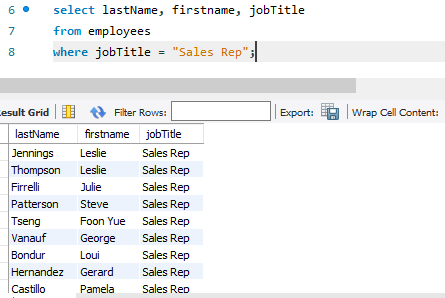 6 select lastName, firstname, jobTitle
7 from employees
8 where jobTitle = "Sales Rep";
Result Grid Filter Rows: Export: Wrap Cell Content:
lastName firstname jobTitle
Jennings Leslie Sales Rep
Thompson Leslie Sales Rep
Firrelli Julie Sales Rep
Patterson Steve Sales Rep
Tseng Foon Yue Sales Rep
Vanauf George Sales Rep
Bondur Loui Sales Rep
Hernandez Gerard Sales Rep
Castillo Pamela Sales Rep